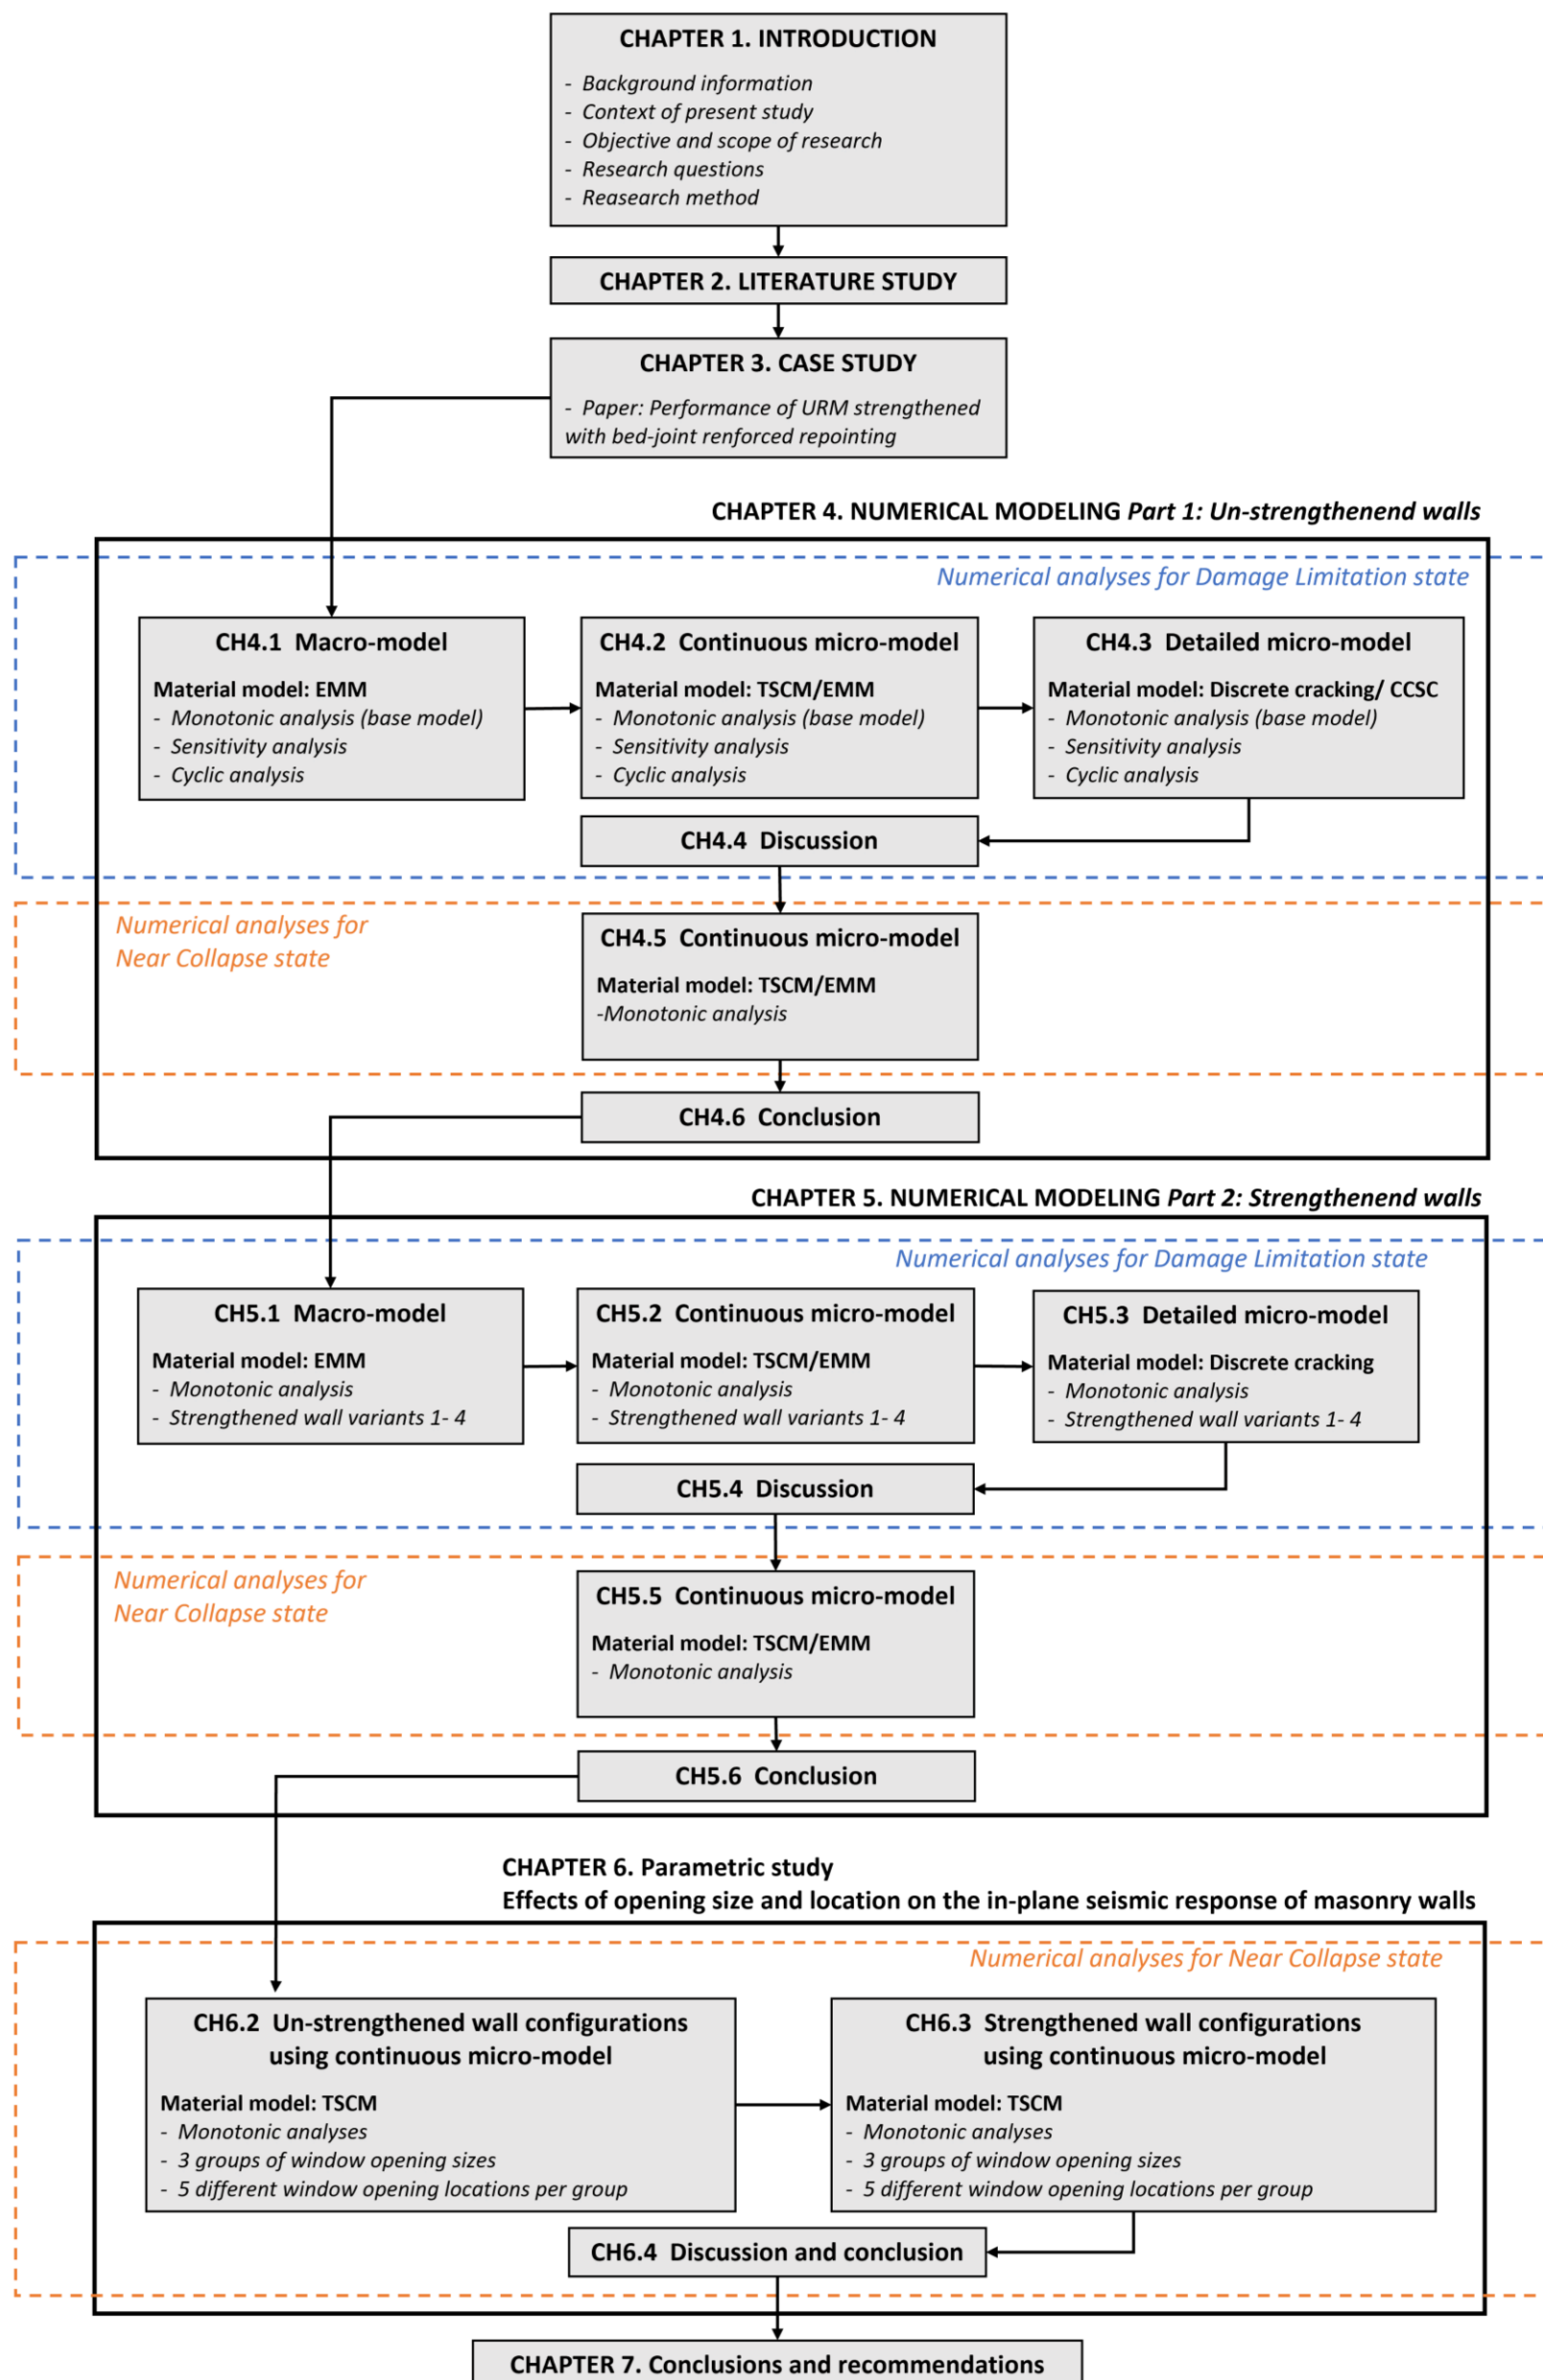 CHAPTER 1. INTRODUCTION
- Background information
- Context of present study
- Objective and scope of research
- Research questions
- Reasearch method
CHAPTER 2. LITERATURE STUDY
CHAPTER 3. CASE STUDY
- Paper: Performance of URM strengthened
with bed-joint renforced repointing
CHAPTER 4. NUMERICAL MODELING Part 1: Un-strengthenend walls
Numerical analyses for Damage Limitation state
CH4.1 Macro-model
Material model: EMM
- Monotonic analysis (base model)
- Sensitivity analysis
- Cyclic analysis
CH4.2 Continuous micro-model
Material model: TSCM/EMM
- Monotonic analysis (base model)
- Sensitivity analysis
- Cyclic analysis
CH4.3 Detailed micro-model
Material model: Discrete cracking/ CCSC
- Monotonic analysis (base model)
- Sensitivity analysis
- Cyclic analysis
CH4.4 Discussion
Numerical analyses for
Near Collapse state
CH4.5 Continuous micro-model
Material model: TSCM/EMM
-Monotonic analysis
CH4.6 Conclusion
CHAPTER 5. NUMERICAL MODELING Part 2: Strengthenend walls
Numerical analyses for Damage Limitation state
CH5.1 Macro-model
Material model: EMM
- Monotonic analysis
- Strengthened wall variants 1- 4
CH5.2 Continuous micro-model
Material model: TSCM/EMM
- Monotonic analysis
- Strengthened wall variants 1- 4
CH5.3 Detailed micro-model
Material model: Discrete cracking
- Monotonic analysis
- Strengthened wall variants 1- 4
CH5.4 Discussion
Numerical analyses for
Near Collapse state
CH5.5 Continuous micro-model
Material model: TSCM/EMM
- Monotonic analysis
CH5.6 Conclusion
CHAPTER 6. Parametric study
Effects of opening size and location on the in-plane seismic response of masonry walls
Numerical analyses for Near Collapse state
CH6.2 Un-strengthened wall configurations
using continuous micro-model
Material model: TSCM
- Monotonic analyses
- 3 groups of window opening sizes
- 5 different window opening locations per group
CH6.3 Strengthened wall configurations
using continuous micro-model
Material model: TSCM
- Monotonic analyses
- 3 groups of window opening sizes
- 5 different window opening locations per group
CH6.4 Discussion and conclusion
CHAPTER 7. Conclusions and recommendations